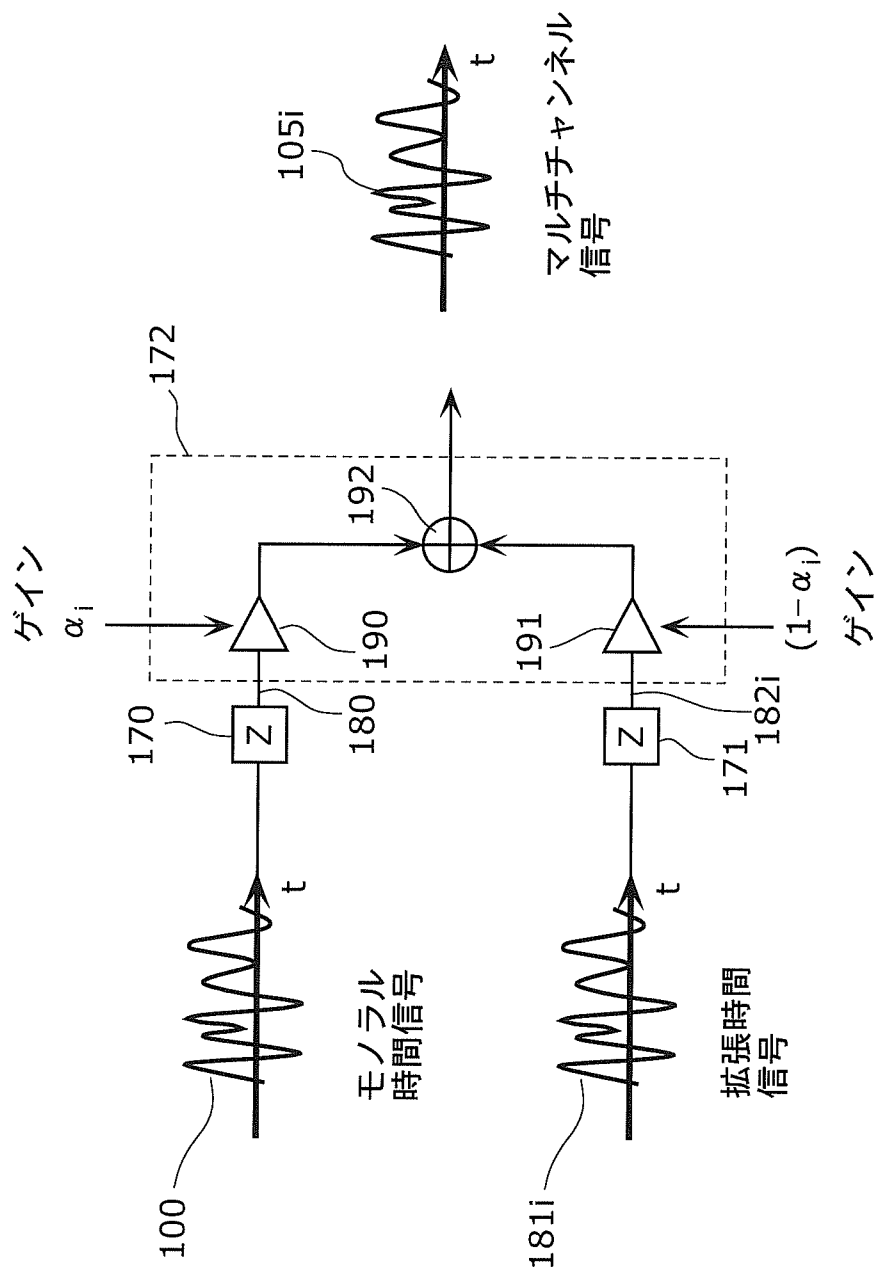 ゲイン
αi
172
170
Z
180
190
192
100
モノラル
時間信号
t
105i
t
マルチチャンネル
信号
181i
拡張時間
信号
t
Z
171
182i
191
(1-αi)
ゲイン